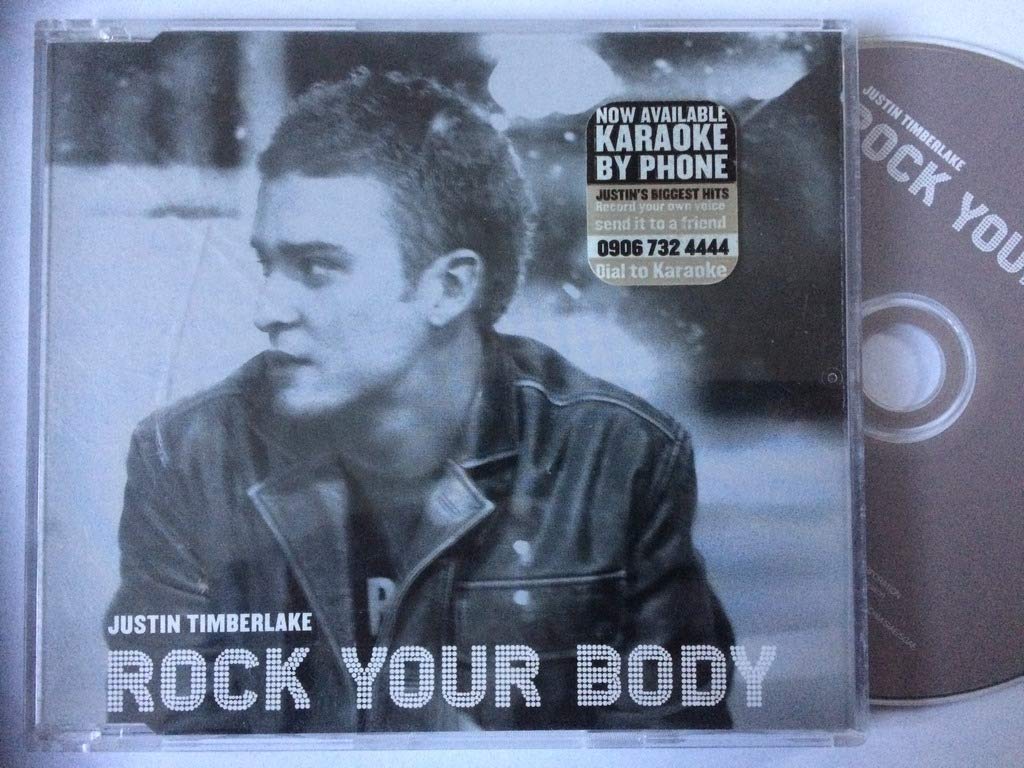 NOW AVAILABLE
KARAOKE
BY PHONE
JUSTIN'S BIGGEST HITS
Record your own voice
send it to a friend
0906 732 4444
Dial to Karaoke
JUSTIN TIMBERLAKE
ROCK YOUR BODY
JUSTIN TIMBERLAKE
ROCK YOU